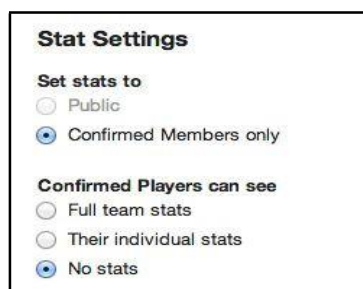 Stat Settings
Set stats to
Public
Confirmed Members only
Confirmed Players can see
Full team stats
Their individual stats
No stats